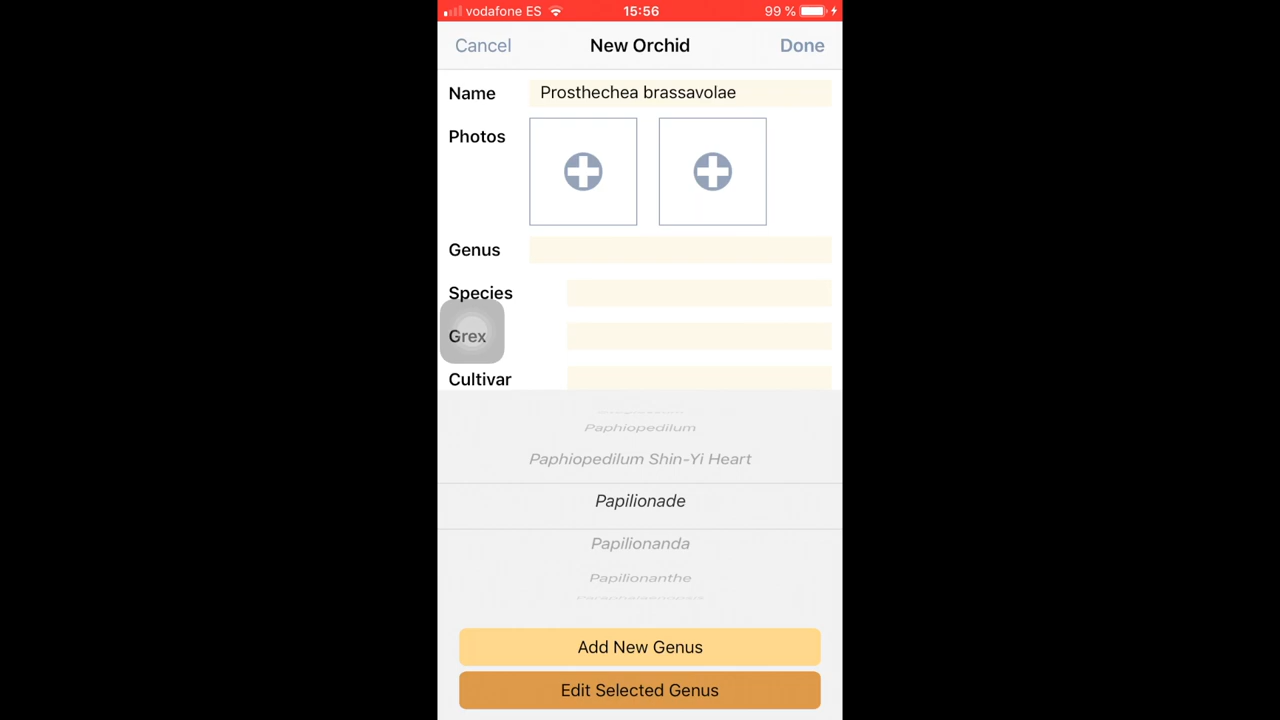 vodafone ES 15:56 99 %
Cancel New Orchid Done
Name Prosthechea brassavolae
Photos
Genus
Species
Grex
Cultivar
Paphiopedilum
Paphiopedilum Shin-Yi Heart
Papilionade
Papilionanda
Papilionanthe
Paraphalaenopsis
Add New Genus
Edit Selected Genus